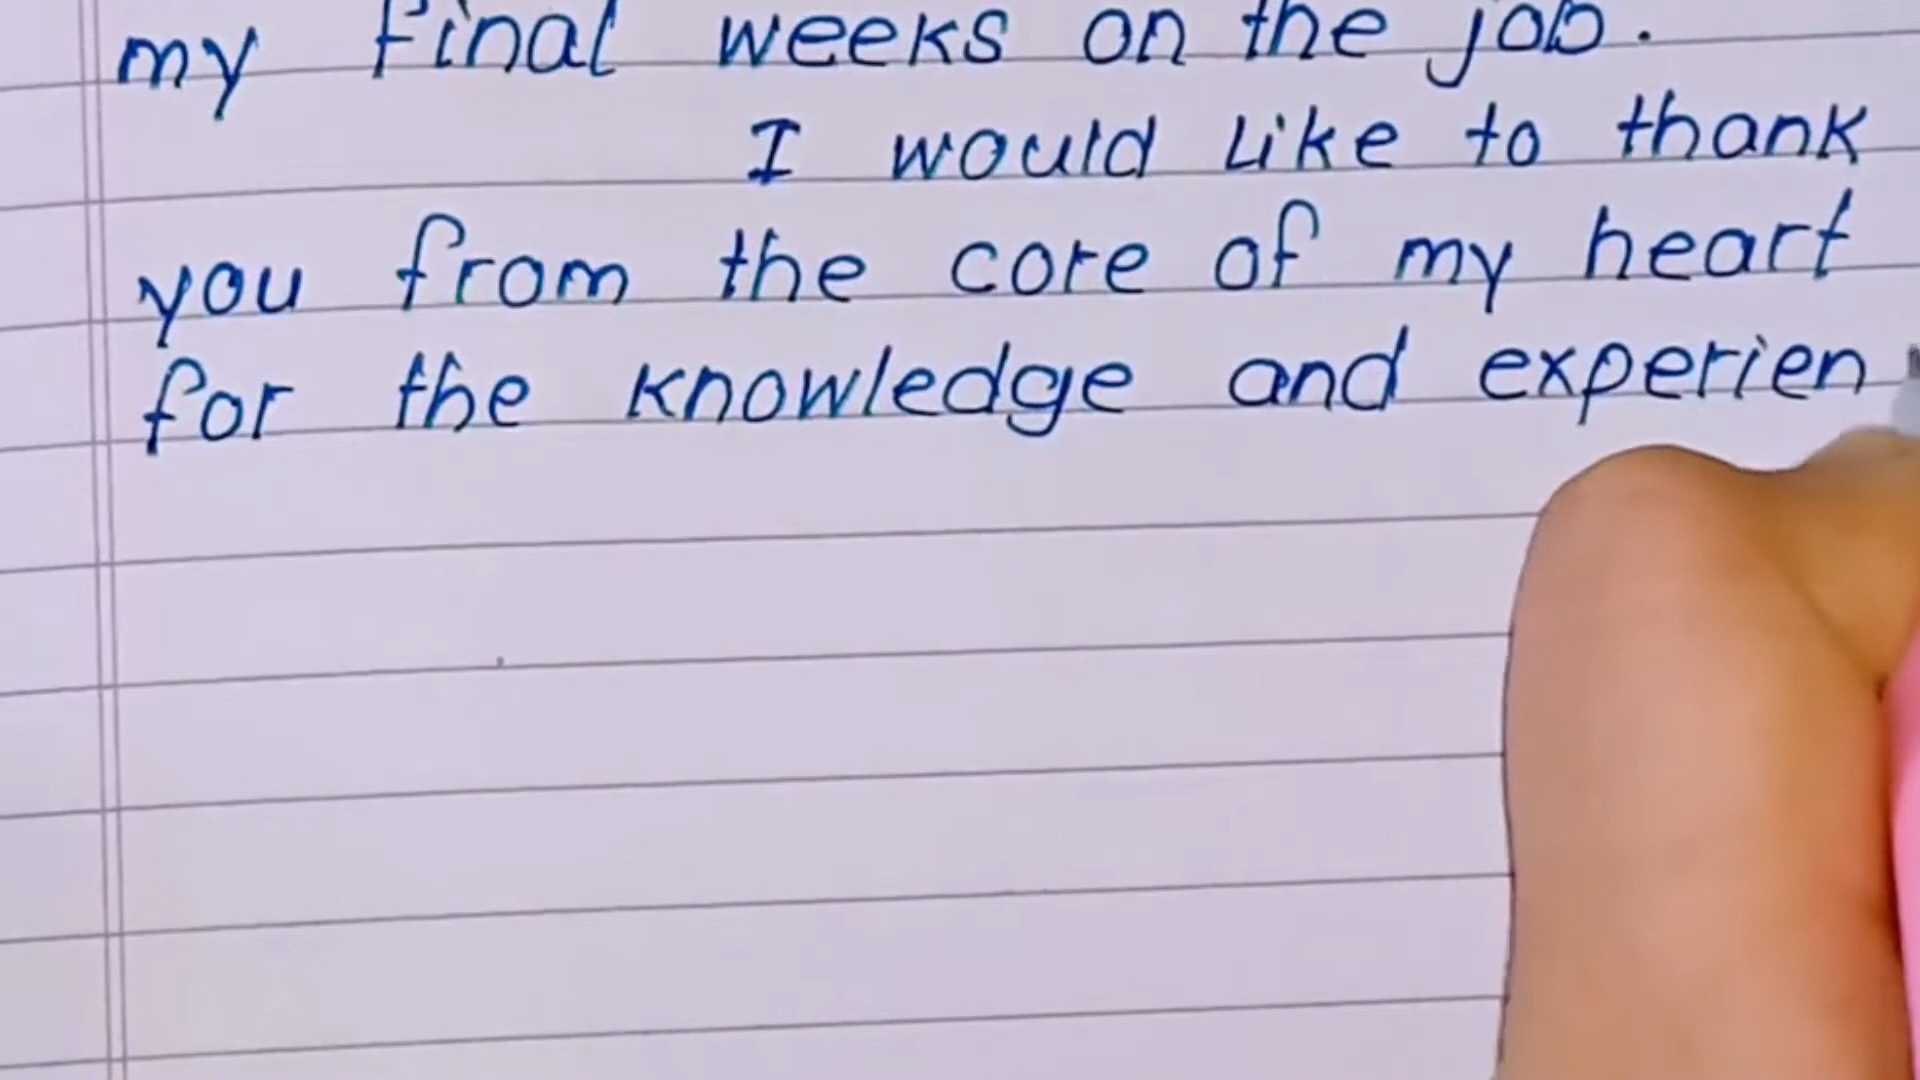 my final weeks on the job.
I would like to thank
you from the core of my heart
for the knowledge and experien